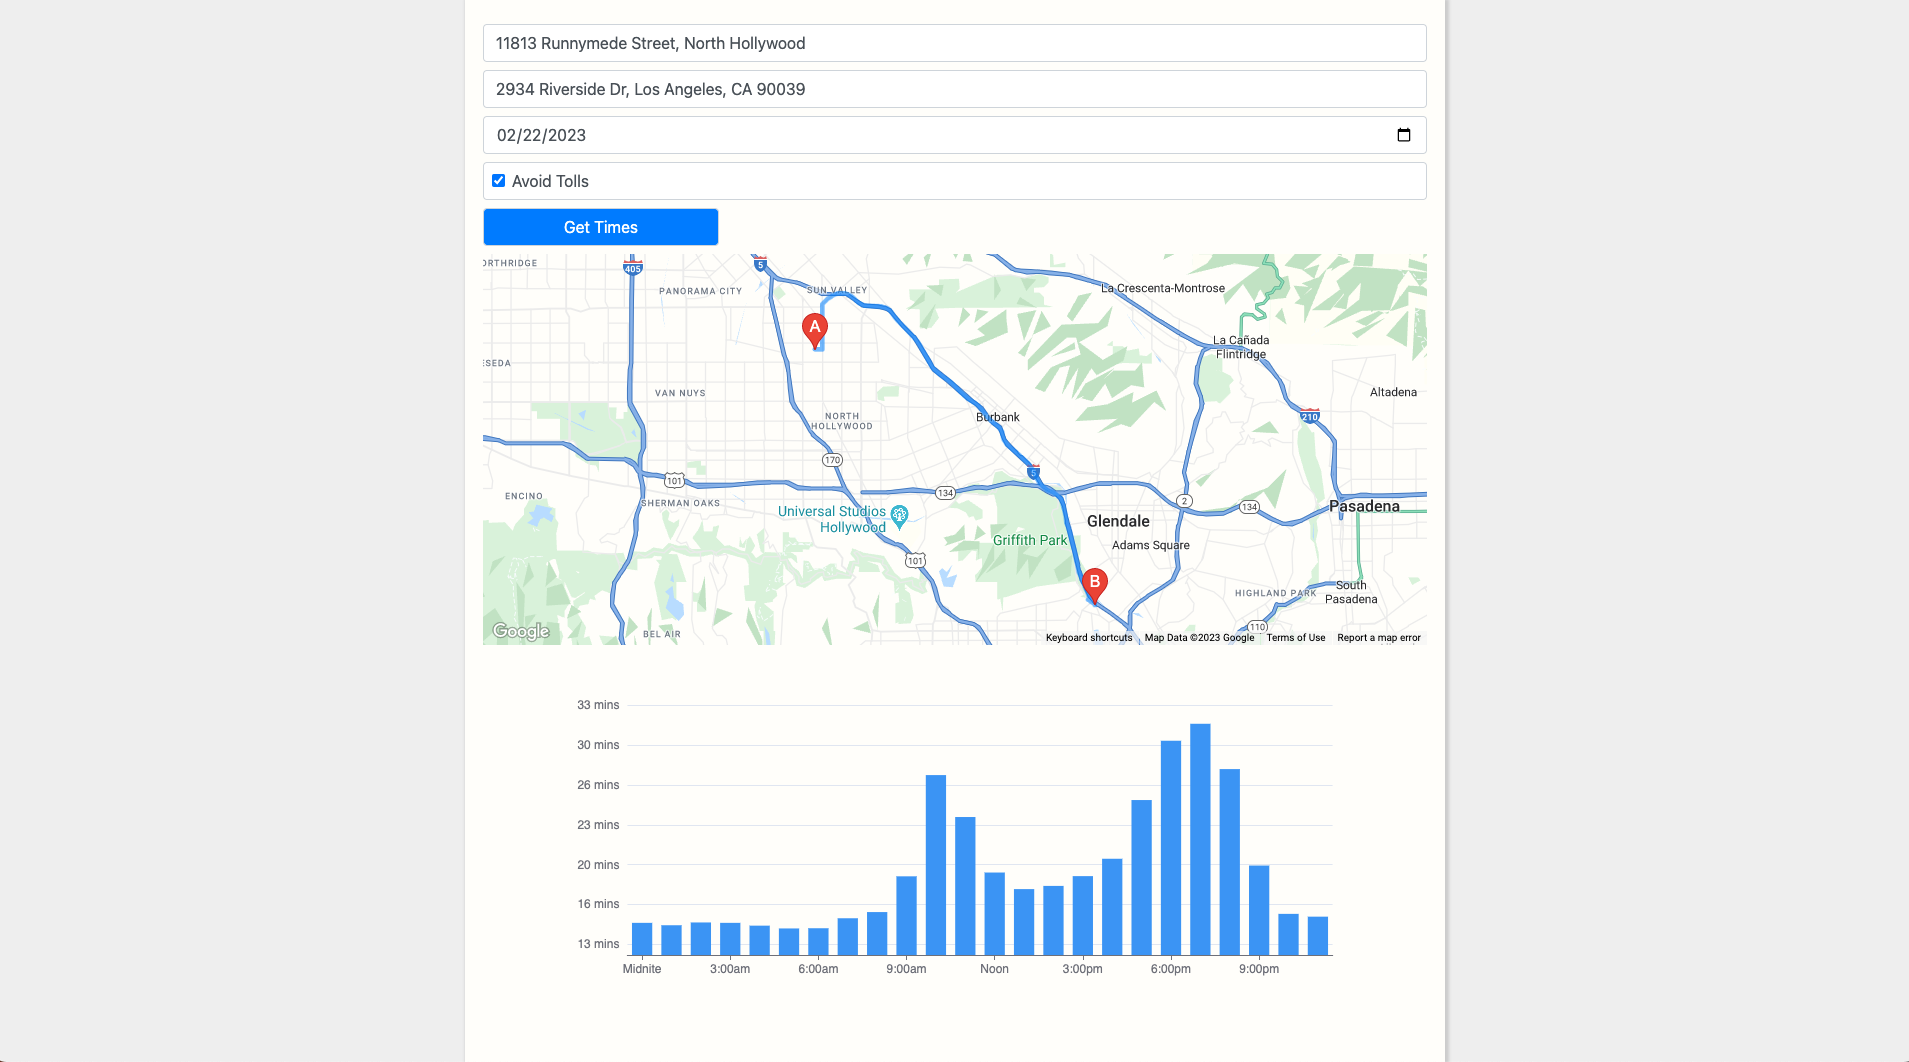 11813 Runnymede Street, North Hollywood
2934 Riverside Dr, Los Angeles, CA 90039
02/22/2023
Avoid Tolls
Get Times
ORTHRIDGE
405
5
PANORAMA CITY
SUN VALLEY
La Crescenta-Montrose
A
La Cañada
Flintridge
ESEDA
VAN NUYS
Altadena
NORTH
HOLLYWOOD
Burbank
210
170
5
101
134
ENCINO
SHERMAN OAKS
2
134
Pasadena
Universal Studios
Hollywood
Glendale
Griffith Park
Adams Square
101
B
HIGHLAND PARK
South
Pasadena
110
Google
BEL AIR
Keyboard shortcuts
Map Data ©2023 Google
Terms of Use
Report a map error
33 mins
30 mins
26 mins
23 mins
20 mins
16 mins
13 mins
Midnite 3:00am 6:00am 9:00am Noon 3:00pm 6:00pm 9:00pm